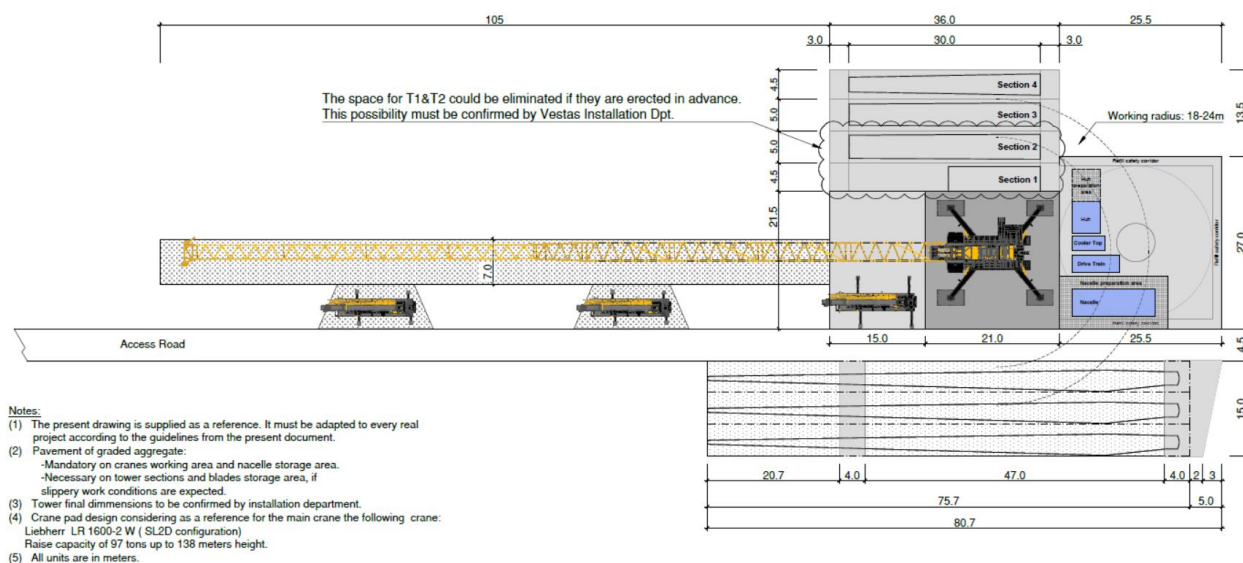 105
36.0
25.5
3.0
30.0
3.0
4.5
5.0
5.0
4.5
21.5
13.5
27.0
4.5
15.0
The space for T1&T2 could be eliminated if they are erected in advance.
This possibility must be confirmed by Vestas Installation Dpt.
Section 4
Section 3
Section 2
Section 1
Working radius: 18-24m
safety corridor
preparation
area
Cooler Top
Drive Train
safety corridor
Nacelle preparation area
Nacelle
safety corridor
7.0
15.0
21.0
25.5
Access Road
20.7
4.0
47.0
4.0
2
3
75.7
5.0
80.7
Notes:
(1) The present drawing is supplied as a reference. It must be adapted to every real
project according to the guidelines from the present document.
(2) Pavement of graded aggregate:
-Mandatory on cranes working area and nacelle storage area.
-Necessary on tower sections and blades storage area, if
slippery work conditions are expected.
(3) Tower final dimmensions to be confirmed by installation department.
(4) Crane pad design considering as a reference for the main crane the following crane:
Liebherr LR 1600-2 W ( SL2D configuration)
Raise capacity of 97 tons up to 138 meters height.
(5) All units are in meters.